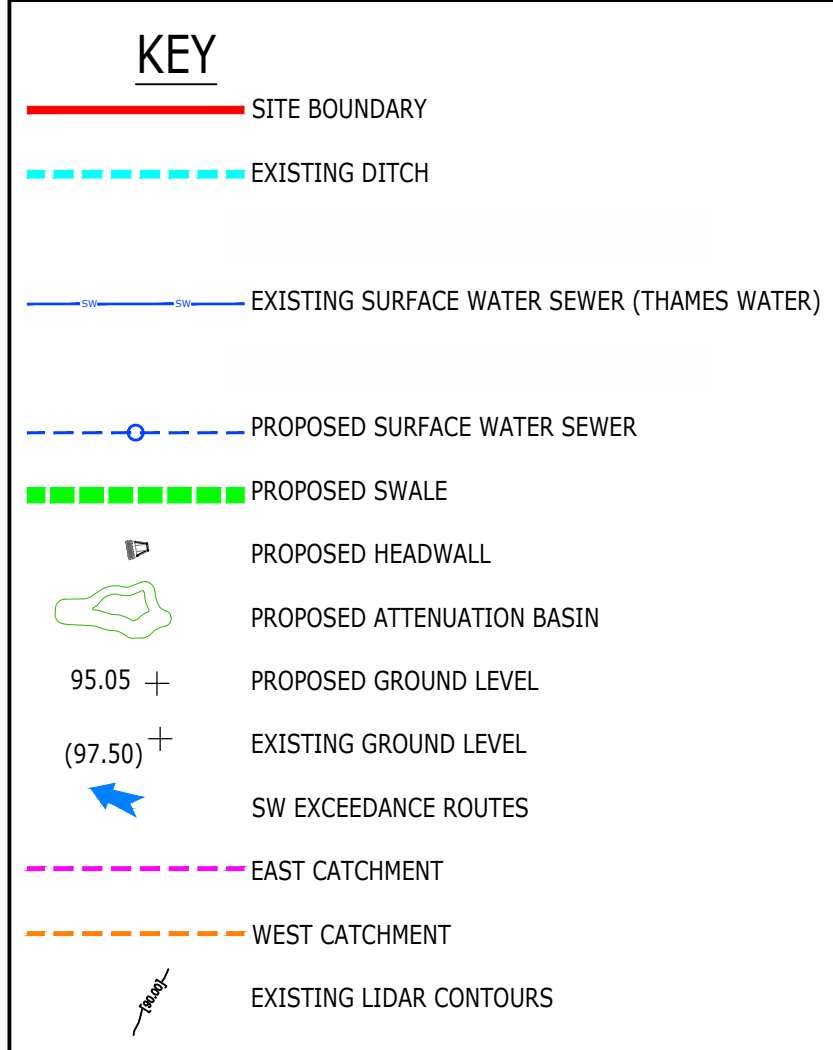 KEY
SITE BOUNDARY
EXISTING DITCH
SW SW EXISTING SURFACE WATER SEWER (THAMES WATER)
PROPOSED SURFACE WATER SEWER
PROPOSED SWALE
PROPOSED HEADWALL
PROPOSED ATTENUATION BASIN
95.05 PROPOSED GROUND LEVEL
(97.50) EXISTING GROUND LEVEL
SW EXCEEDANCE ROUTES
EAST CATCHMENT
WEST CATCHMENT
[90.00] EXISTING LIDAR CONTOURS